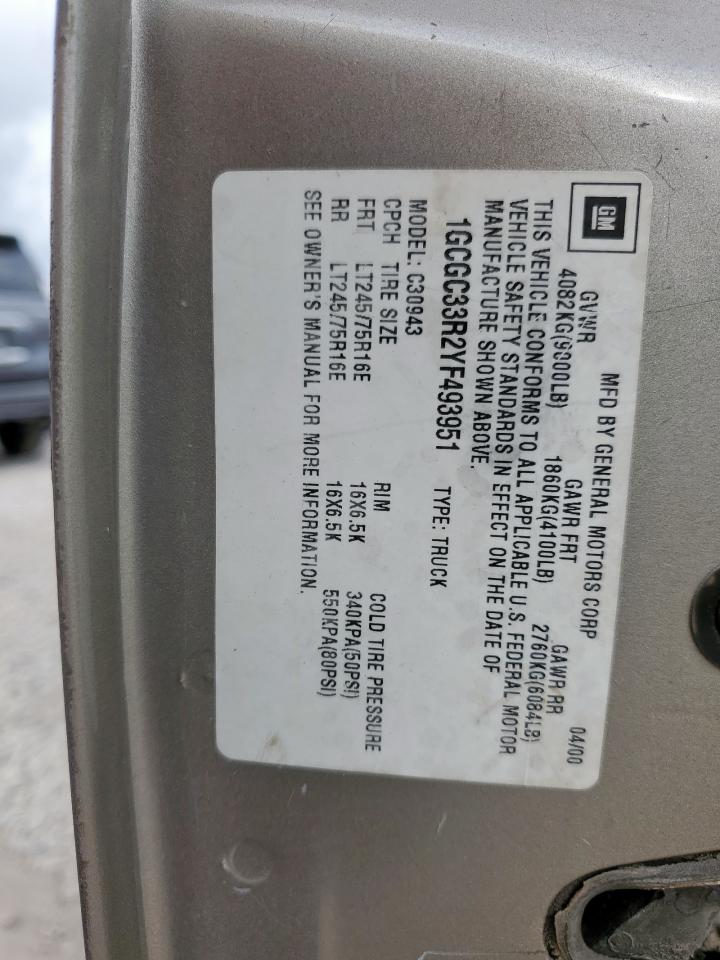 GM
MFD BY GENERAL MOTORS CORP 04/00
GVWR GAWR FRT GAWR RR
4082KG(9000LB) 1860KG(4100LB) 2760KG(6084LB)
THIS VEHICLE CONFORMS TO ALL APPLICABLE U.S. FEDERAL MOTOR
VEHICLE SAFETY STANDARDS IN EFFECT ON THE DATE OF
MANUFACTURE SHOWN ABOVE.
1GCGC33R2YF493951 TYPE: TRUCK
MODEL: C30943
CPCH TIRE SIZE RIM COLD TIRE PRESSURE
FRT LT245/75R16E 16X6.5K 340KPA(50PSI)
RR LT245/75R16E 16X6.5K 550KPA(80PSI)
SEE OWNER'S MANUAL FOR MORE INFORMATION.